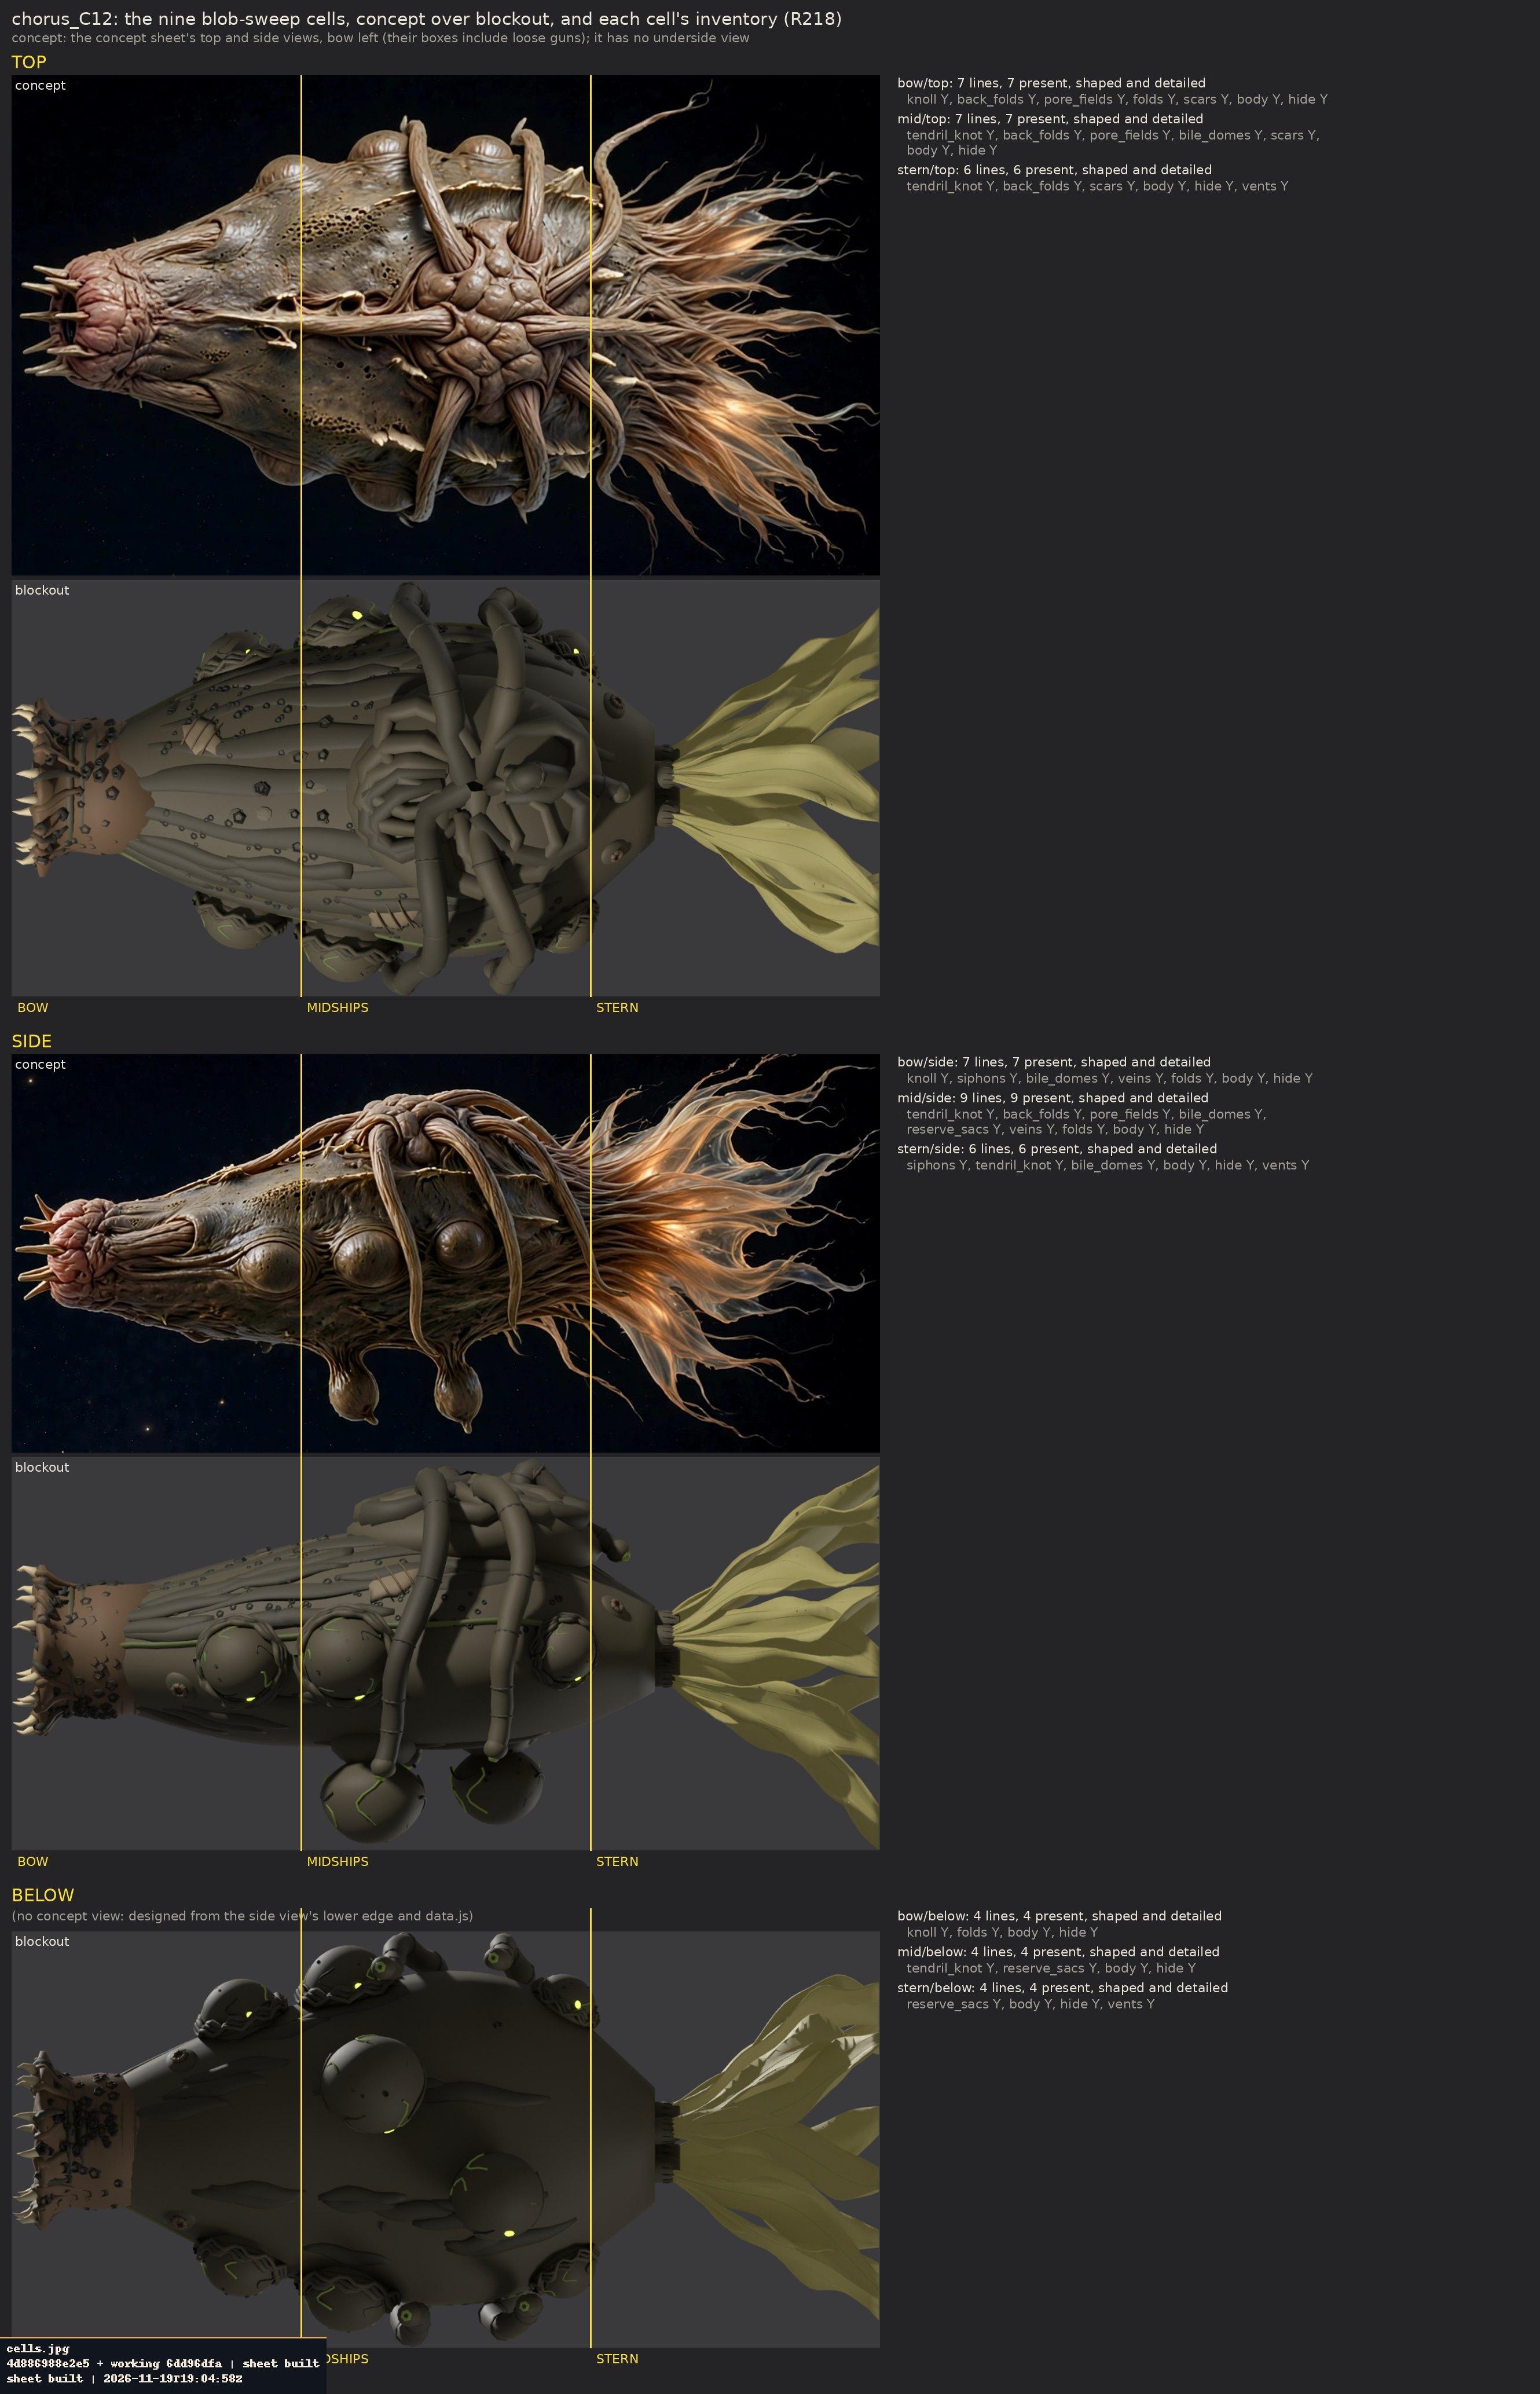 chorus_C12: the nine blob-sweep cells, concept over blockout, and each cell's inventory (R218)
concept: the concept sheet's top and side views, bow left (their boxes include loose guns); it has no underside view
TOP
concept
bow/top: 7 lines, 7 present, shaped and detailed
knoll Y, back_folds Y, pore_fields Y, folds Y, scars Y, body Y, hide Y
mid/top: 7 lines, 7 present, shaped and detailed
tendril_knot Y, back_folds Y, pore_fields Y, bile_domes Y, scars Y,
body Y, hide Y
stern/top: 6 lines, 6 present, shaped and detailed
tendril_knot Y, back_folds Y, scars Y, body Y, hide Y, vents Y
blockout
BOW
MIDSHIPS
STERN
SIDE
concept
bow/side: 7 lines, 7 present, shaped and detailed
knoll Y, siphons Y, bile_domes Y, veins Y, folds Y, body Y, hide Y
mid/side: 9 lines, 9 present, shaped and detailed
tendril_knot Y, back_folds Y, pore_fields Y, bile_domes Y,
reserve_sacs Y, veins Y, folds Y, body Y, hide Y
stern/side: 6 lines, 6 present, shaped and detailed
siphons Y, tendril_knot Y, bile_domes Y, body Y, hide Y, vents Y
blockout
BOW
MIDSHIPS
STERN
BELOW
(no concept view: designed from the side view's lower edge and data.js)
blockout
bow/below: 4 lines, 4 present, shaped and detailed
knoll Y, folds Y, body Y, hide Y
mid/below: 4 lines, 4 present, shaped and detailed
tendril_knot Y, reserve_sacs Y, body Y, hide Y
stern/below: 4 lines, 4 present, shaped and detailed
reserve_sacs Y, body Y, hide Y, vents Y
DSHIPS
STERN
cells.jpg
4d886988e2e5 + working 6dd96dfa | sheet built
sheet built | 2026-11-19T19:04:58Z